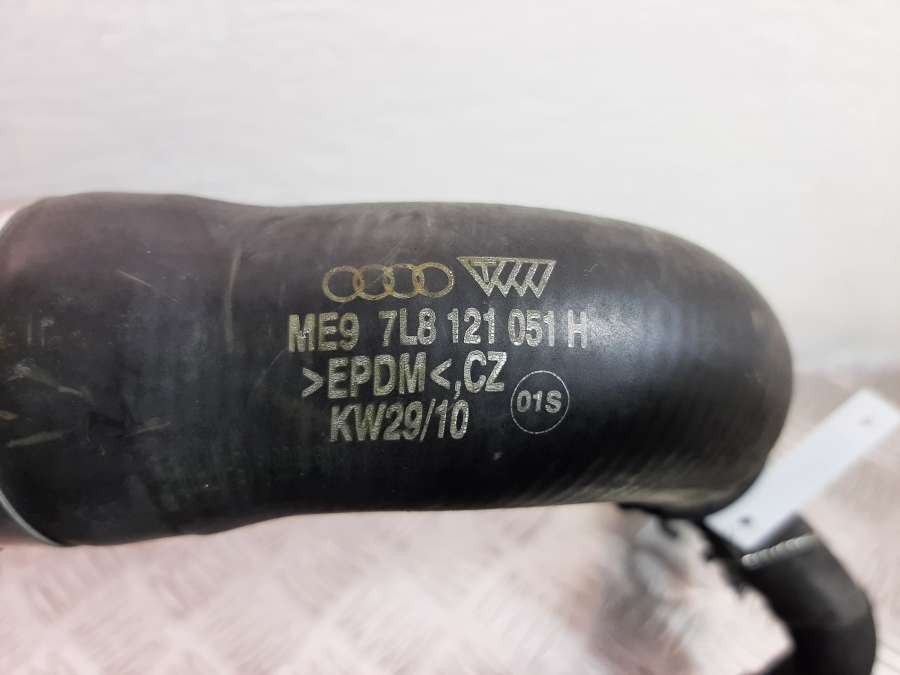 ME9 7L8 121 051 H
>EPDM<,CZ
KW29/10 01S